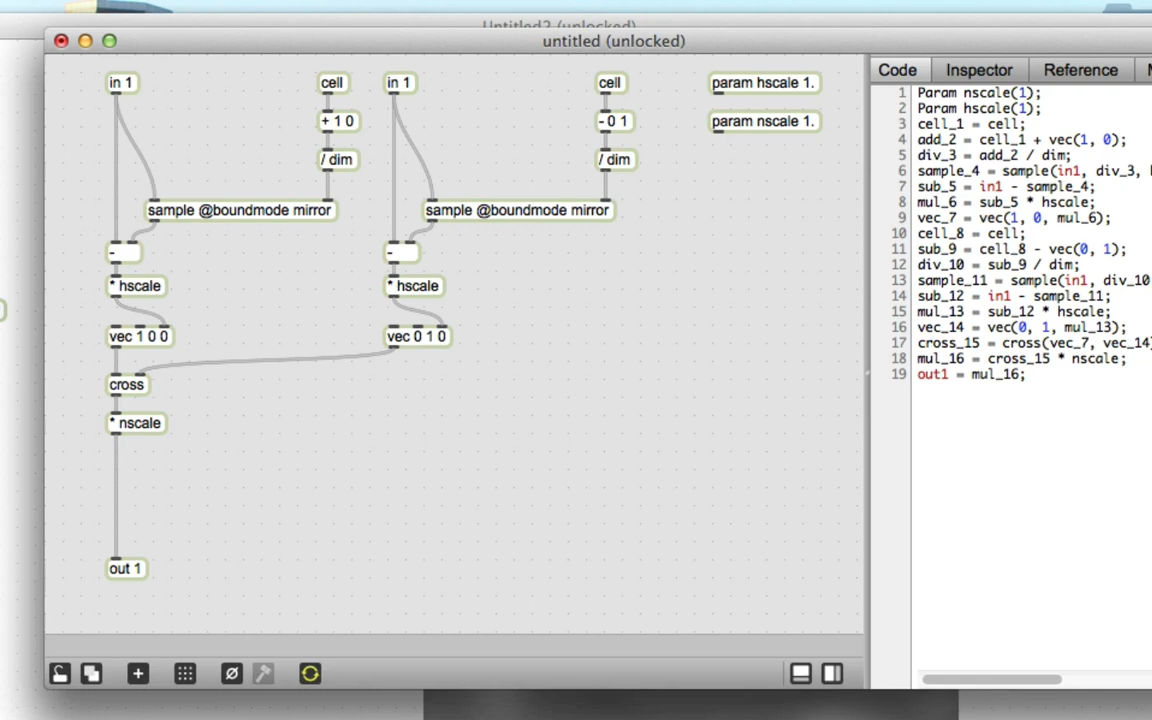 Untitled2 (unlocked)
untitled (unlocked)
in 1
cell
in 1
cell
param hscale 1.
+ 1 0
- 0 1
param nscale 1.
/ dim
/ dim
sample @boundmode mirror
sample @boundmode mirror
-
-
* hscale
* hscale
vec 1 0 0
vec 0 1 0
cross
* nscale
out 1
Code
Inspector
Reference
1 Param nscale(1);
2 Param hscale(1);
3 cell_1 = cell;
4 add_2 = cell_1 + vec(1, 0);
5 div_3 = add_2 / dim;
6 sample_4 = sample(in1, div_3,
7 sub_5 = in1 - sample_4;
8 mul_6 = sub_5 * hscale;
9 vec_7 = vec(1, 0, mul_6);
10 cell_8 = cell;
11 sub_9 = cell_8 - vec(0, 1);
12 div_10 = sub_9 / dim;
13 sample_11 = sample(in1, div_10
14 sub_12 = in1 - sample_11;
15 mul_13 = sub_12 * hscale;
16 vec_14 = vec(0, 1, mul_13);
17 cross_15 = cross(vec_7, vec_14)
18 mul_16 = cross_15 * nscale;
19 out1 = mul_16;